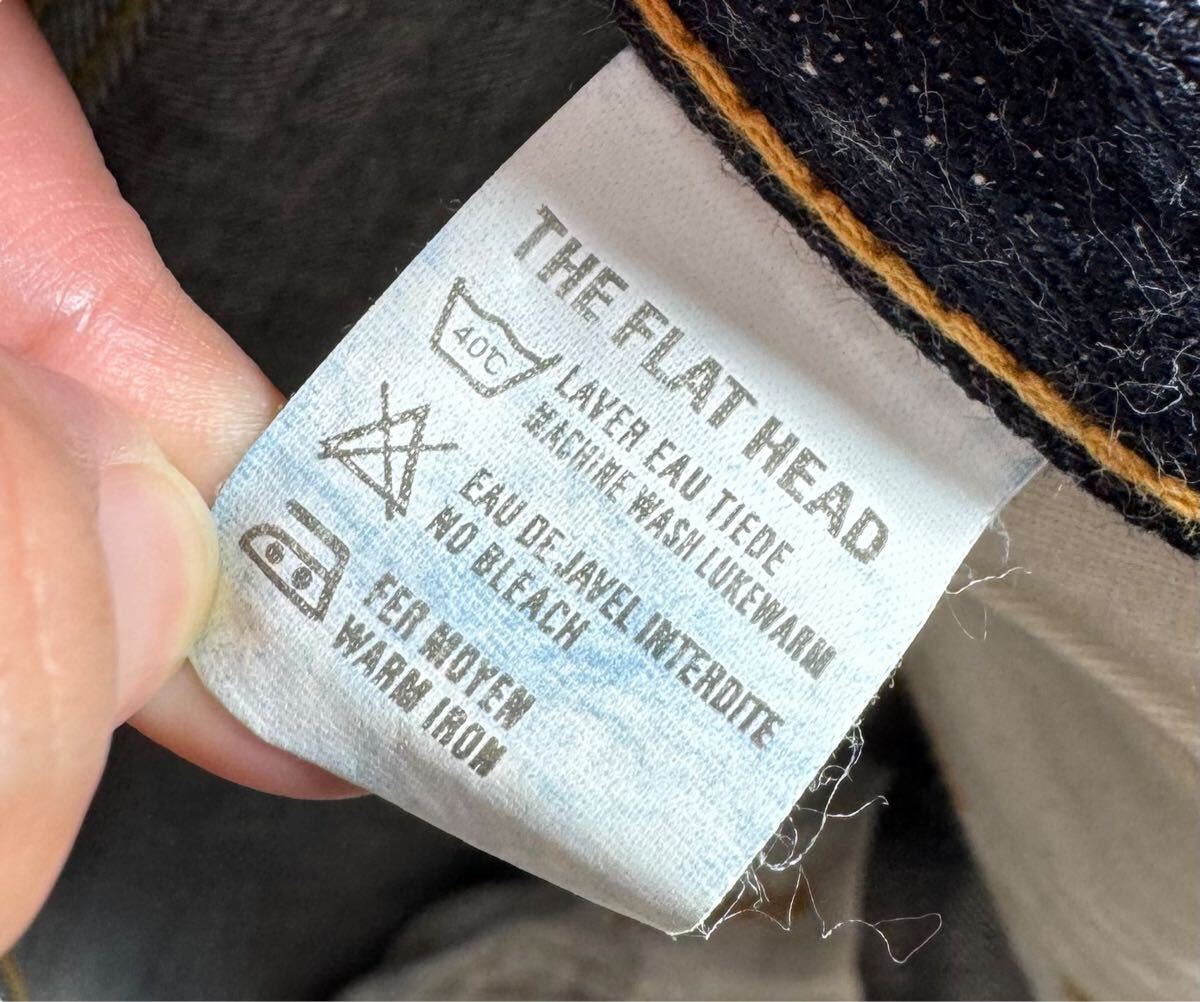 THE FLAT HEAD
40℃
LAVER EAU TIEDE
MACHINE WASH LUKEWARM
EAU DE JAVEL INTERDITE
NO BLEACH
FER MOYEN
WARM IRON